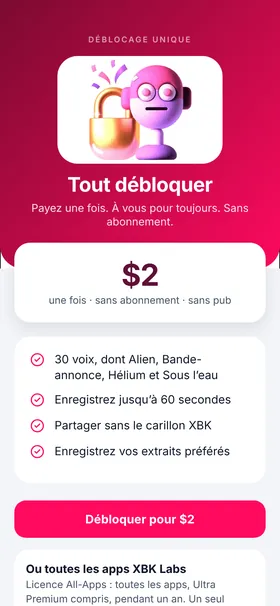 DÉBLOCAGE UNIQUE
Tout débloquer
Payez une fois. À vous pour toujours. Sans
abonnement.
$2
une fois · sans abonnement · sans pub
30 voix, dont Alien, Bande-
annonce, Hélium et Sous l’eau
Enregistrez jusqu’à 60 secondes
Partager sans le carillon XBK
Enregistrez vos extraits préférés
Débloquer pour $2
Ou toutes les apps XBK Labs
Licence All-Apps : toutes les apps, Ultra
Premium compris, pendant un an. Un seul